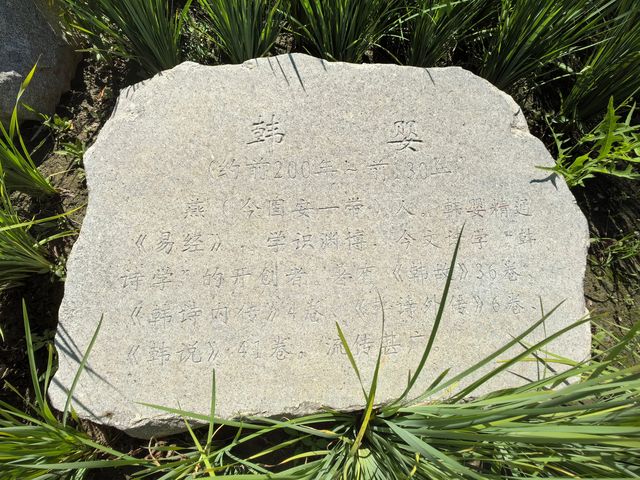 韩 婴
（约前200年～前130年）
燕（今固安一带）人。韩婴精通
《易经》，学识渊博，今文诗学“韩
诗学”的开创者。著有《韩故》36卷、
《韩诗内传》4卷、《韩诗外传》6卷、
《韩说》41卷。流传甚广。